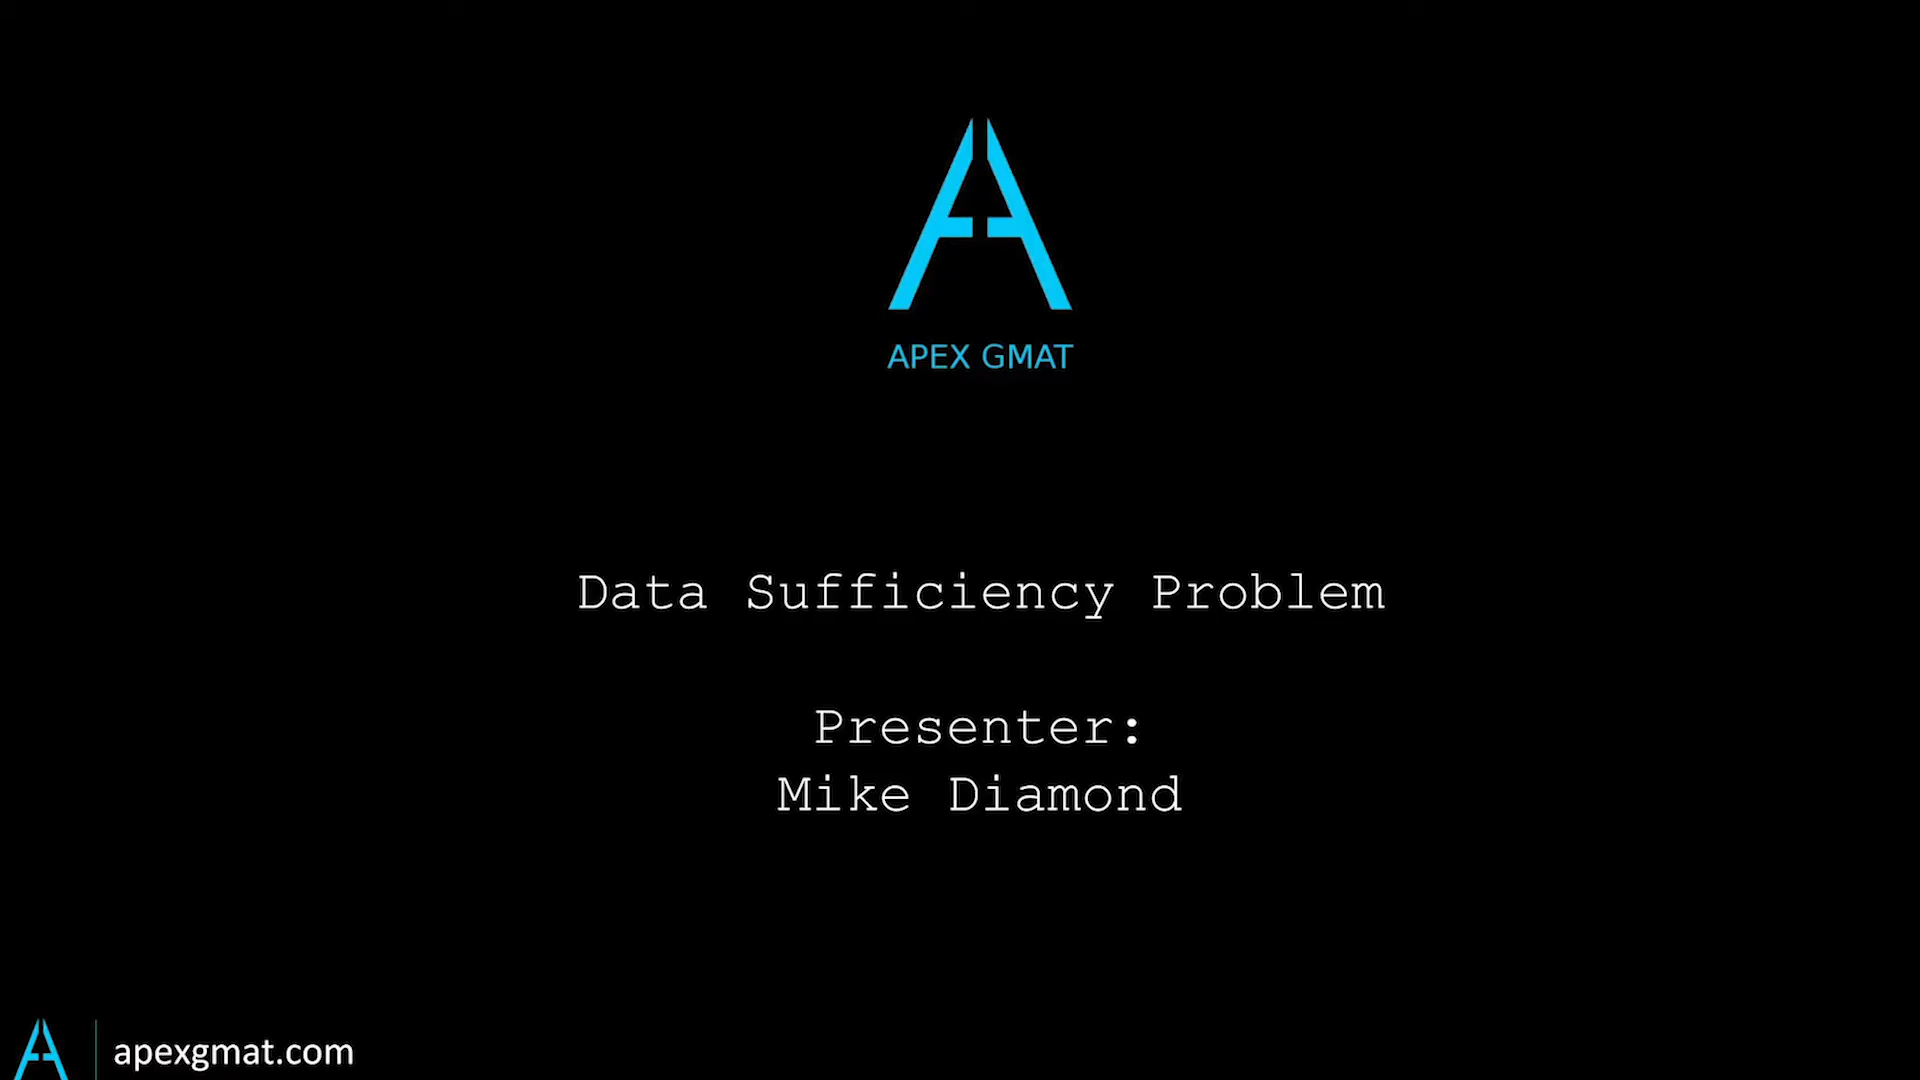 APEX GMAT
Data Sufficiency Problem
Presenter:
Mike Diamond
apexgmat.com